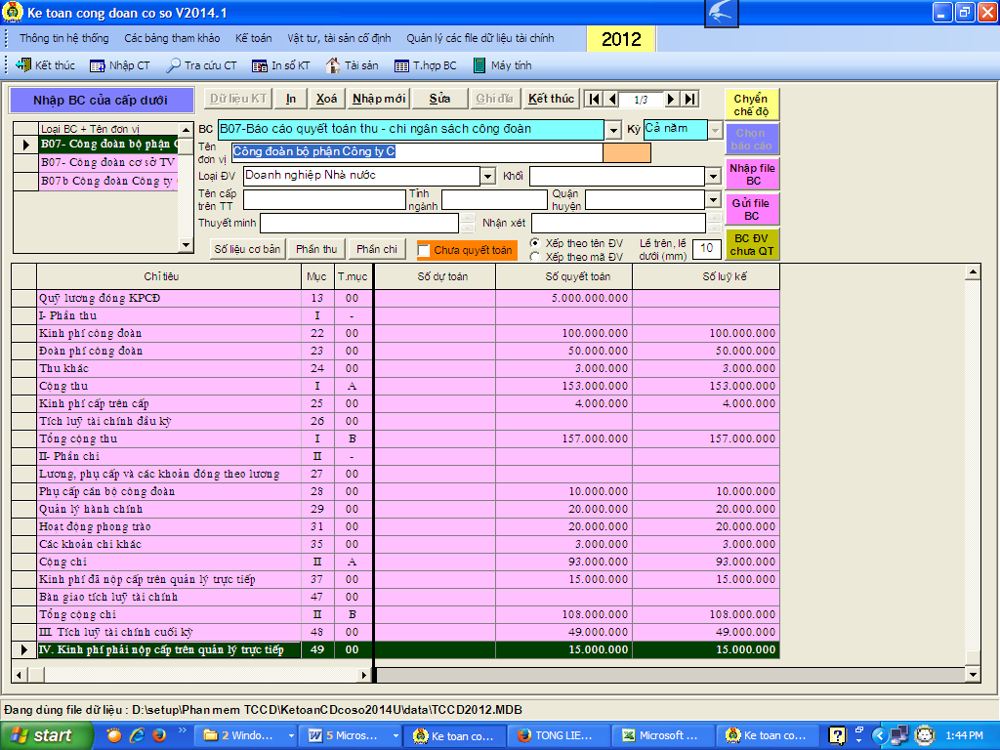 Ke toan cong doan co so V2014.1
Thông tin hệ thống Các bảng tham khảo Kế toán Vật tư, tài sản cố định Quản lý các file dữ liệu tài chính 2012
Kết thúc Nhập CT Tra cứu CT In sổ KT Tài sản T.hợp BC Máy tính
Nhập BC của cấp dưới
Dữ liệu KT In Xoá Nhập mới Sửa Ghi đĩa Kết thúc 1/3 Chyển chế độ
Loại BC + Tên đơn vị
B07- Công đoàn bộ phận C
B07- Công đoàn cơ sở TV
B07b Công đoàn Công ty
BC B07-Báo cáo quyết toán thu - chi ngân sách công đoàn Kỳ Cả năm Chọn báo cáo
Tên đơn vị Công đoàn bộ phận Công ty C
Loại ĐV Doanh nghiệp Nhà nước Khối Nhập file BC
Tên cấp trên TT Tỉnh ngành Quận huyện Gửi file BC
Thuyết minh Nhận xét
Số liệu cơ bản Phần thu Phần chi Chưa quyết toán Xếp theo tên ĐV Xếp theo mã ĐV Lề trên, lề dưới (mm) 10 BC ĐV chưa QT
Chỉ tiêu Mục T.mục Số dự toán Số quyết toán Số luỹ kế
Quỹ lương đóng KPCĐ 13 00 5.000.000.000
I- Phần thu I -
Kinh phí công đoàn 22 00 100.000.000 100.000.000
Đoàn phí công đoàn 23 00 50.000.000 50.000.000
Thu khác 24 00 3.000.000 3.000.000
Cộng thu I A 153.000.000 153.000.000
Kinh phí cấp trên cấp 25 00 4.000.000 4.000.000
Tích luỹ tài chính đầu kỳ 26 00
Tổng cộng thu I B 157.000.000 157.000.000
II- Phần chi II -
Lương, phụ cấp và các khoản đóng theo lương 27 00
Phụ cấp cán bộ công đoàn 28 00 10.000.000 10.000.000
Quản lý hành chính 29 00 20.000.000 20.000.000
Hoạt động phong trào 31 00 20.000.000 20.000.000
Các khoản chi khác 35 00 3.000.000 3.000.000
Cộng chi II A 93.000.000 93.000.000
Kinh phí đã nộp cấp trên quản lý trực tiếp 37 00 15.000.000 15.000.000
Bàn giao tích luỹ tài chính 47 00
Tổng cộng chi II B 108.000.000 108.000.000
III. Tích luỹ tài chính cuối kỳ 48 00 49.000.000 49.000.000
IV. Kinh phí phải nộp cấp trên quản lý trực tiếp 49 00 15.000.000 15.000.000
Đang dùng file dữ liệu : D:\setup\Phan mem TCCD\KetoanCDcoso2014U\data\TCCD2012.MDB
start 2 Windo... 5 Micros... Ke toan co... TONG LIE... Microsoft ... Ke toan co... 1:44 PM